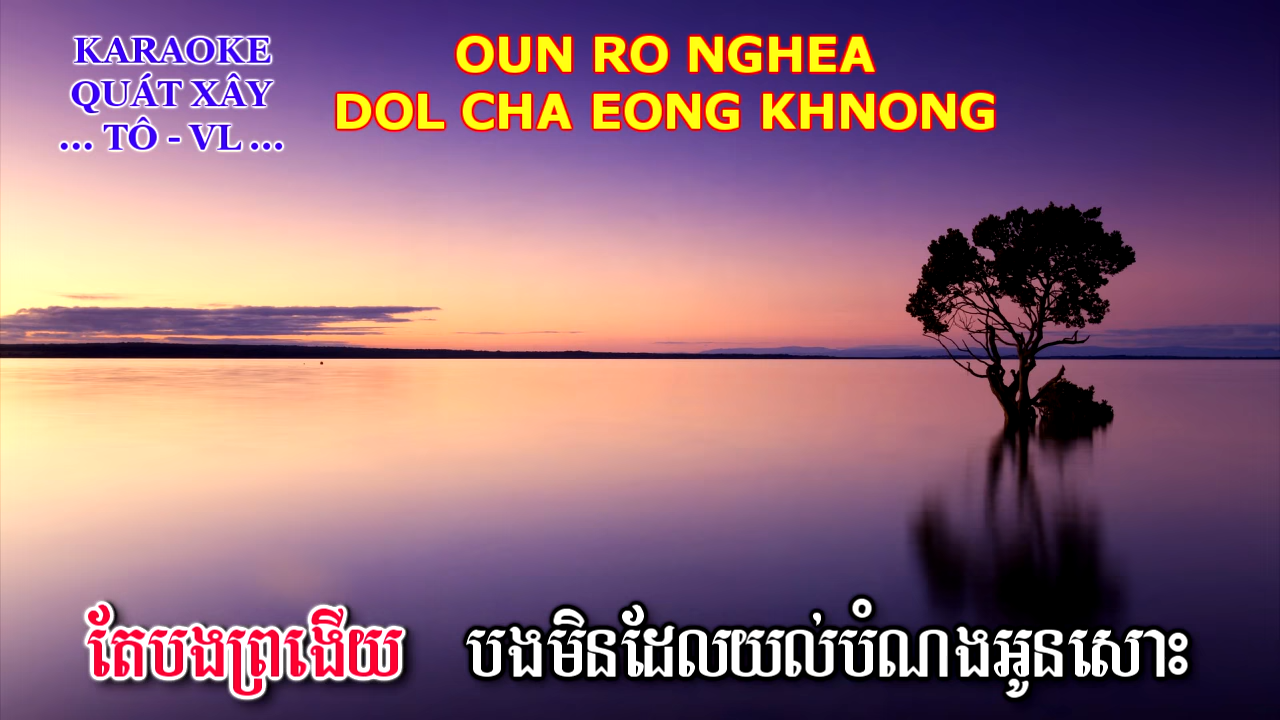 KARAOKE
QUÁT XÂY
... TÔ - VL ...
OUN RO NGHEA
DOL CHA EONG KHNONG
តែបងព្រងើយ បងមិនដែលយល់បំណងអូនសោះ